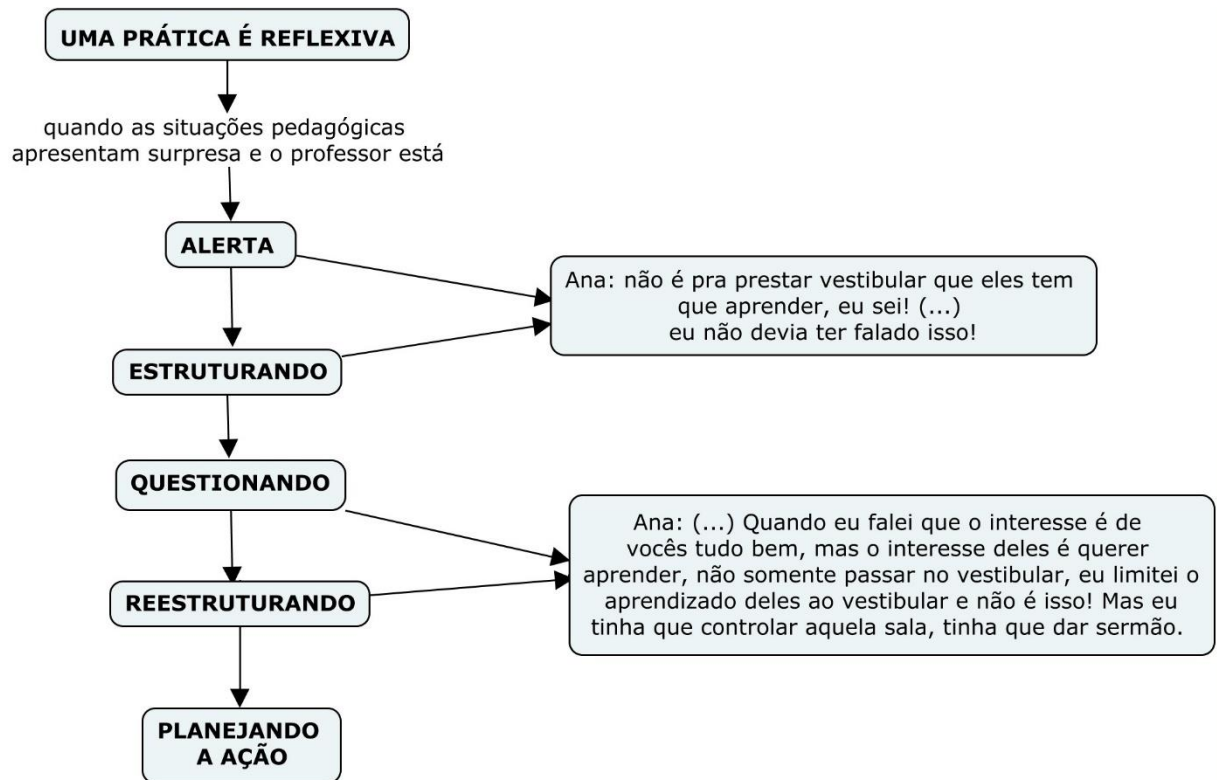 UMA PRÁTICA É REFLEXIVA
quando as situações pedagógicas
apresentam surpresa e o professor está
ALERTA
Ana: não é pra prestar vestibular que eles tem
que aprender, eu sei! (...)
eu não devia ter falado isso!
ESTRUTURANDO
QUESTIONANDO
Ana: (...) Quando eu falei que o interesse é de
vocês tudo bem, mas o interesse deles é querer
aprender, não somente passar no vestibular, eu limitei o
aprendizado deles ao vestibular e não é isso! Mas eu
tinha que controlar aquela sala, tinha que dar sermão.
REESTRUTURANDO
PLANEJANDO
A AÇÃO